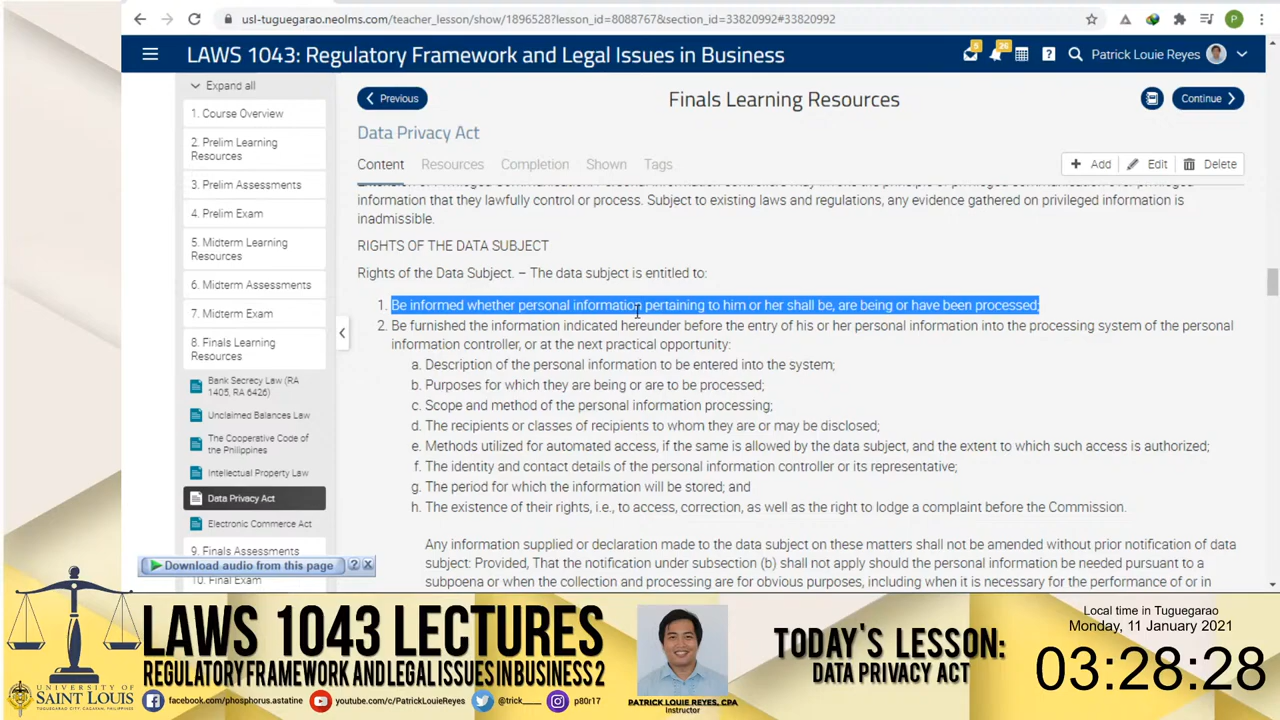 usl-tuguegarao.neolms.com/teacher_lesson/show/1896528?lesson_id=8088767&section_id=33820992#33820992
P
LAWS 1043: Regulatory Framework and Legal Issues in Business
5
26
Patrick Louie Reyes
Expand all
1. Course Overview
2. Prelim Learning
Resources
3. Prelim Assessments
4. Prelim Exam
5. Midterm Learning
Resources
6. Midterm Assessments
7. Midterm Exam
8. Finals Learning
Resources
Bank Secrecy Law (RA
1405, RA 6426)
Unclaimed Balances Law
The Cooperative Code of
the Philippines
Intellectual Property Law
Data Privacy Act
Electronic Commerce Act
9. Finals Assessments
10. Final Exam
Download audio from this page
?
Previous
Finals Learning Resources
Continue
Data Privacy Act
Content Resources Completion Shown Tags
Add Edit Delete
information that they lawfully control or process. Subject to existing laws and regulations, any evidence gathered on privileged information is
inadmissible.
RIGHTS OF THE DATA SUBJECT
Rights of the Data Subject. – The data subject is entitled to:
1. Be informed whether personal information pertaining to him or her shall be, are being or have been processed;
2. Be furnished the information indicated hereunder before the entry of his or her personal information into the processing system of the personal
information controller, or at the next practical opportunity:
a. Description of the personal information to be entered into the system;
b. Purposes for which they are being or are to be processed;
c. Scope and method of the personal information processing;
d. The recipients or classes of recipients to whom they are or may be disclosed;
e. Methods utilized for automated access, if the same is allowed by the data subject, and the extent to which such access is authorized;
f. The identity and contact details of the personal information controller or its representative;
g. The period for which the information will be stored; and
h. The existence of their rights, i.e., to access, correction, as well as the right to lodge a complaint before the Commission.
Any information supplied or declaration made to the data subject on these matters shall not be amended without prior notification of data
subject: Provided, That the notification under subsection (b) shall not apply should the personal information be needed pursuant to a
subpoena or when the collection and processing are for obvious purposes, including when it is necessary for the performance of or in
UNIVERSITY OF
SAINT LOUIS
TUGUEGARAO CITY, CAGAYAN, PHILIPPINES
LAWS 1043 LECTURES
REGULATORY FRAMEWORK AND LEGAL ISSUES IN BUSINESS 2
facebook.com/phosphorus.astatine
youtube.com/c/PatrickReyes
@trick____
p80r17
PATRICK LOUIE REYES, CPA
Instructor
TODAY'S LESSON:
DATA PRIVACY ACT
Local time in Tuguegarao
Monday, 11 January 2021
03:28:28